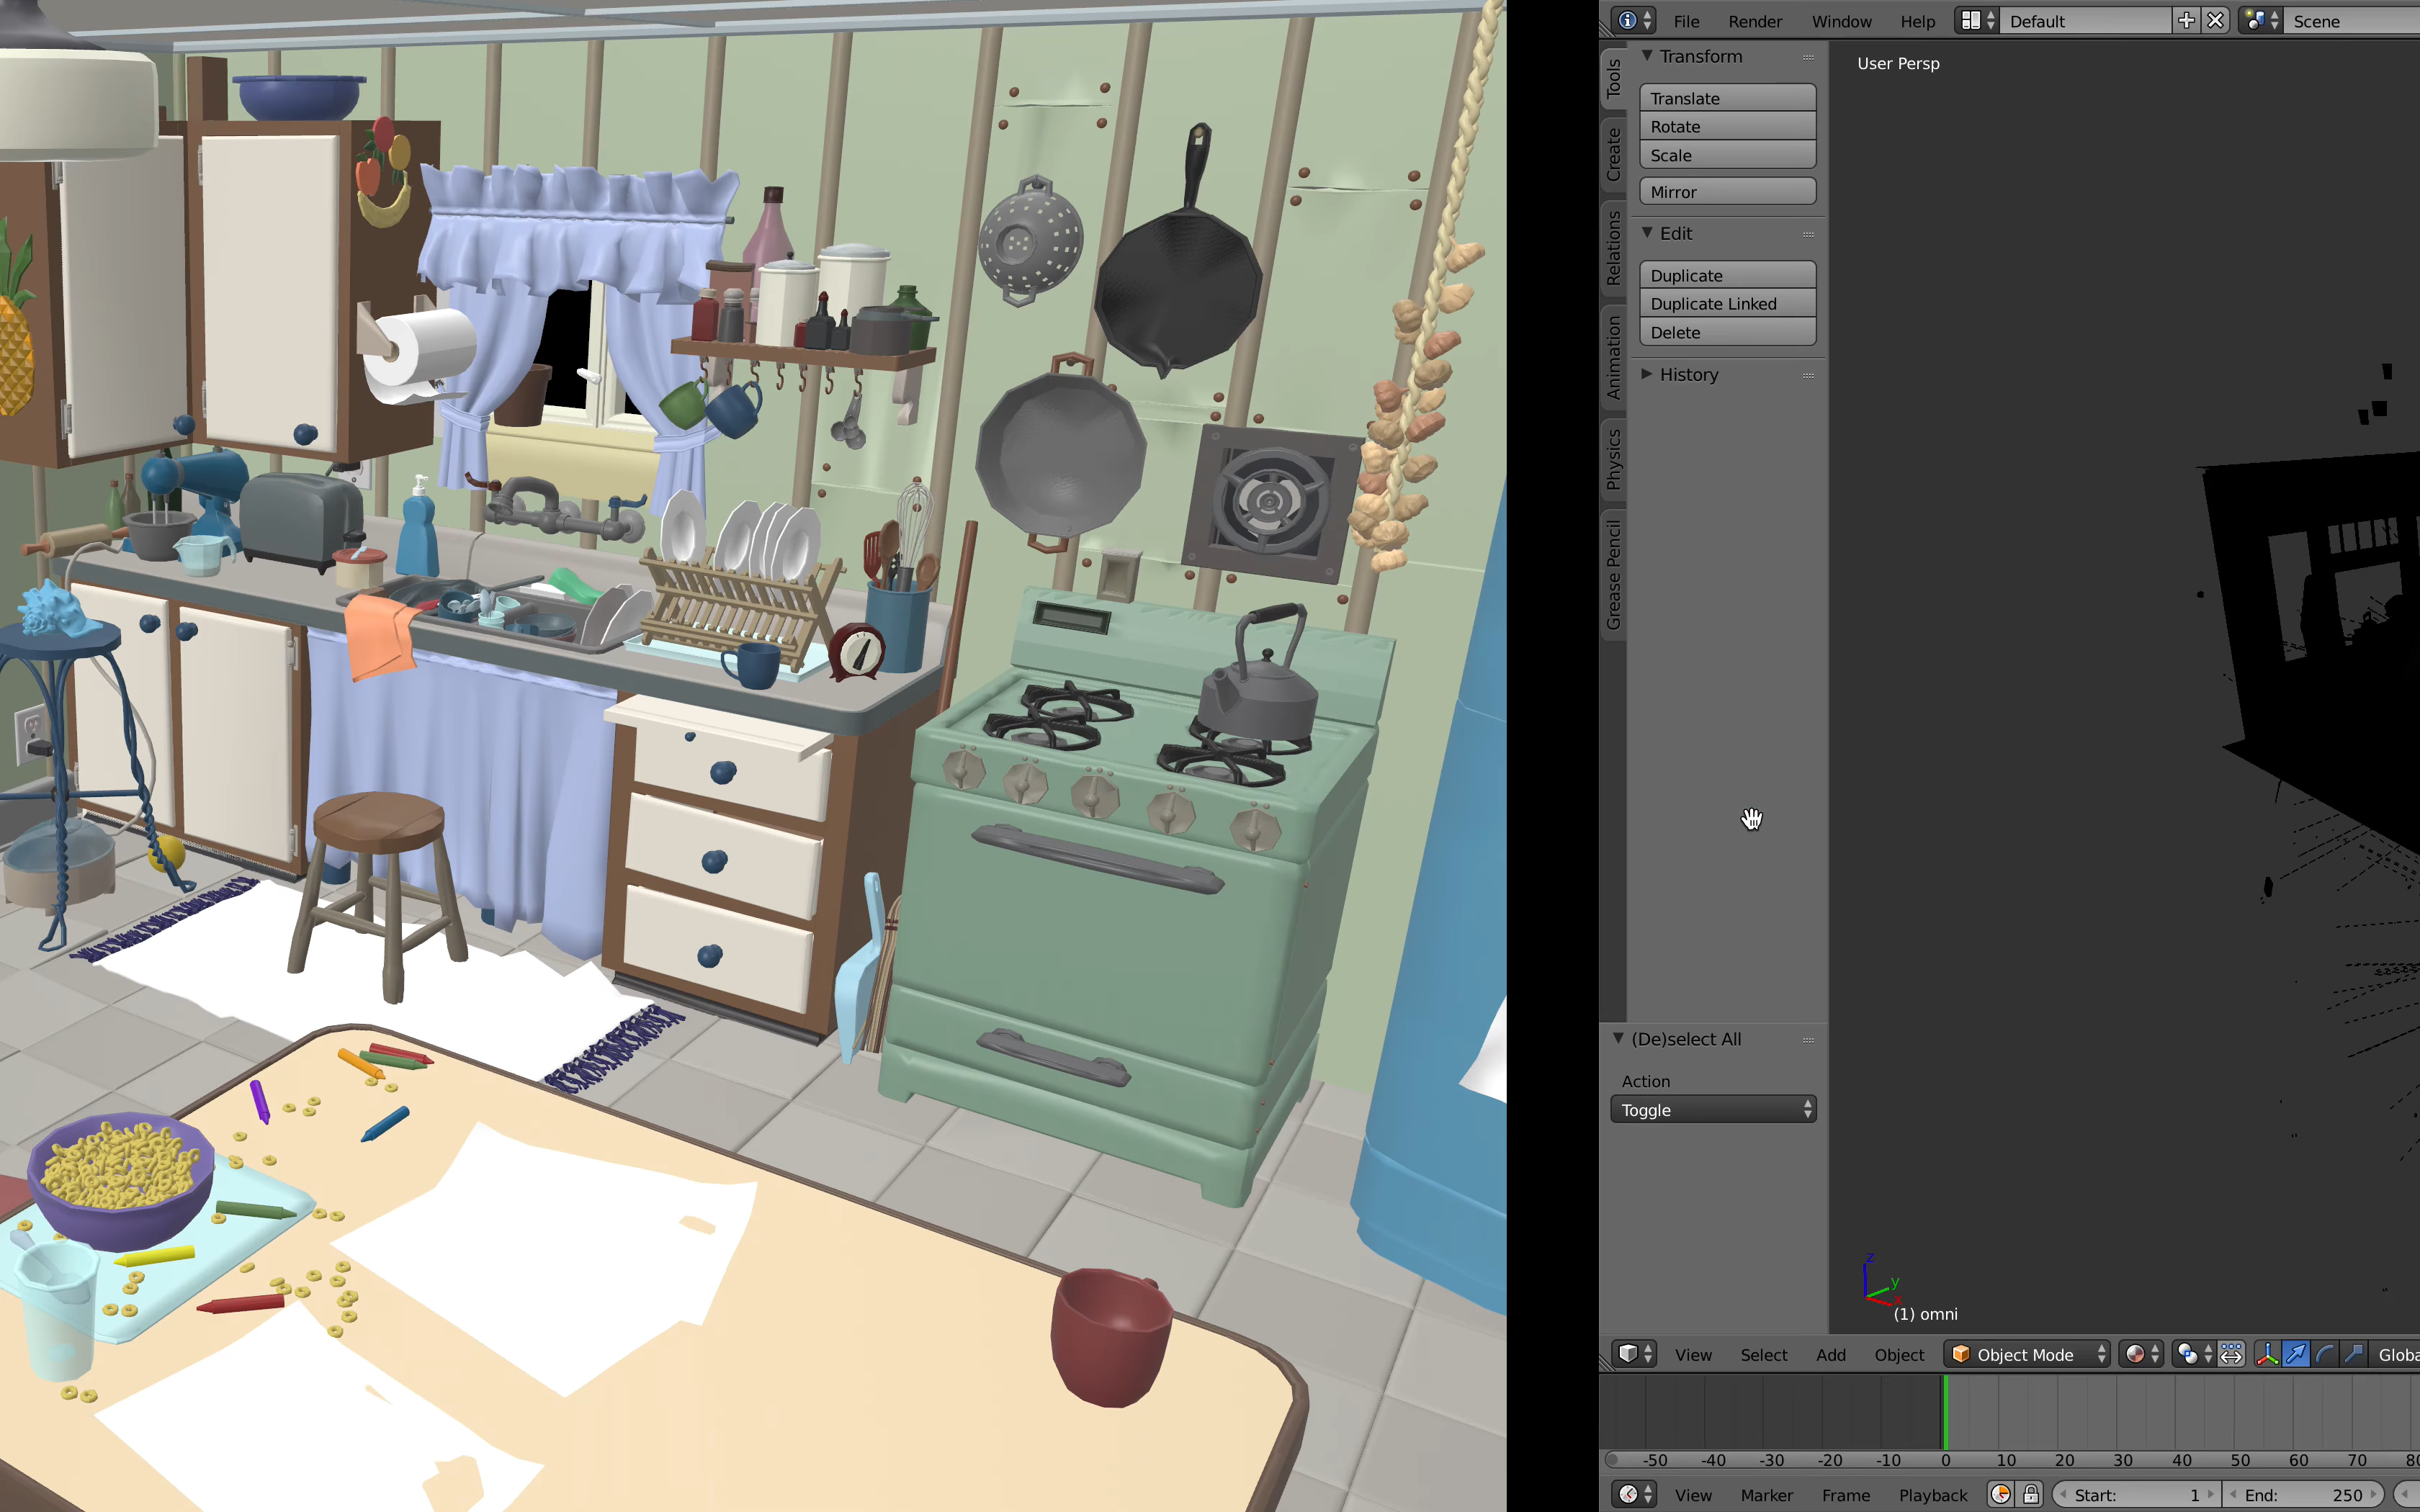 File Render Window Help Default Scene
Tools
Create
Relations
Animation
Physics
Grease Pencil
Transform
Translate
Rotate
Scale
Mirror
Edit
Duplicate
Duplicate Linked
Delete
History
(De)select All
Action
Toggle
User Persp
z
y
x
(1) omni
View Select Add Object Object Mode
-50 -40 -30 -20 -10 0 10 20 30 40 50 60 70
View Marker Frame Playback Start: 1 End: 250